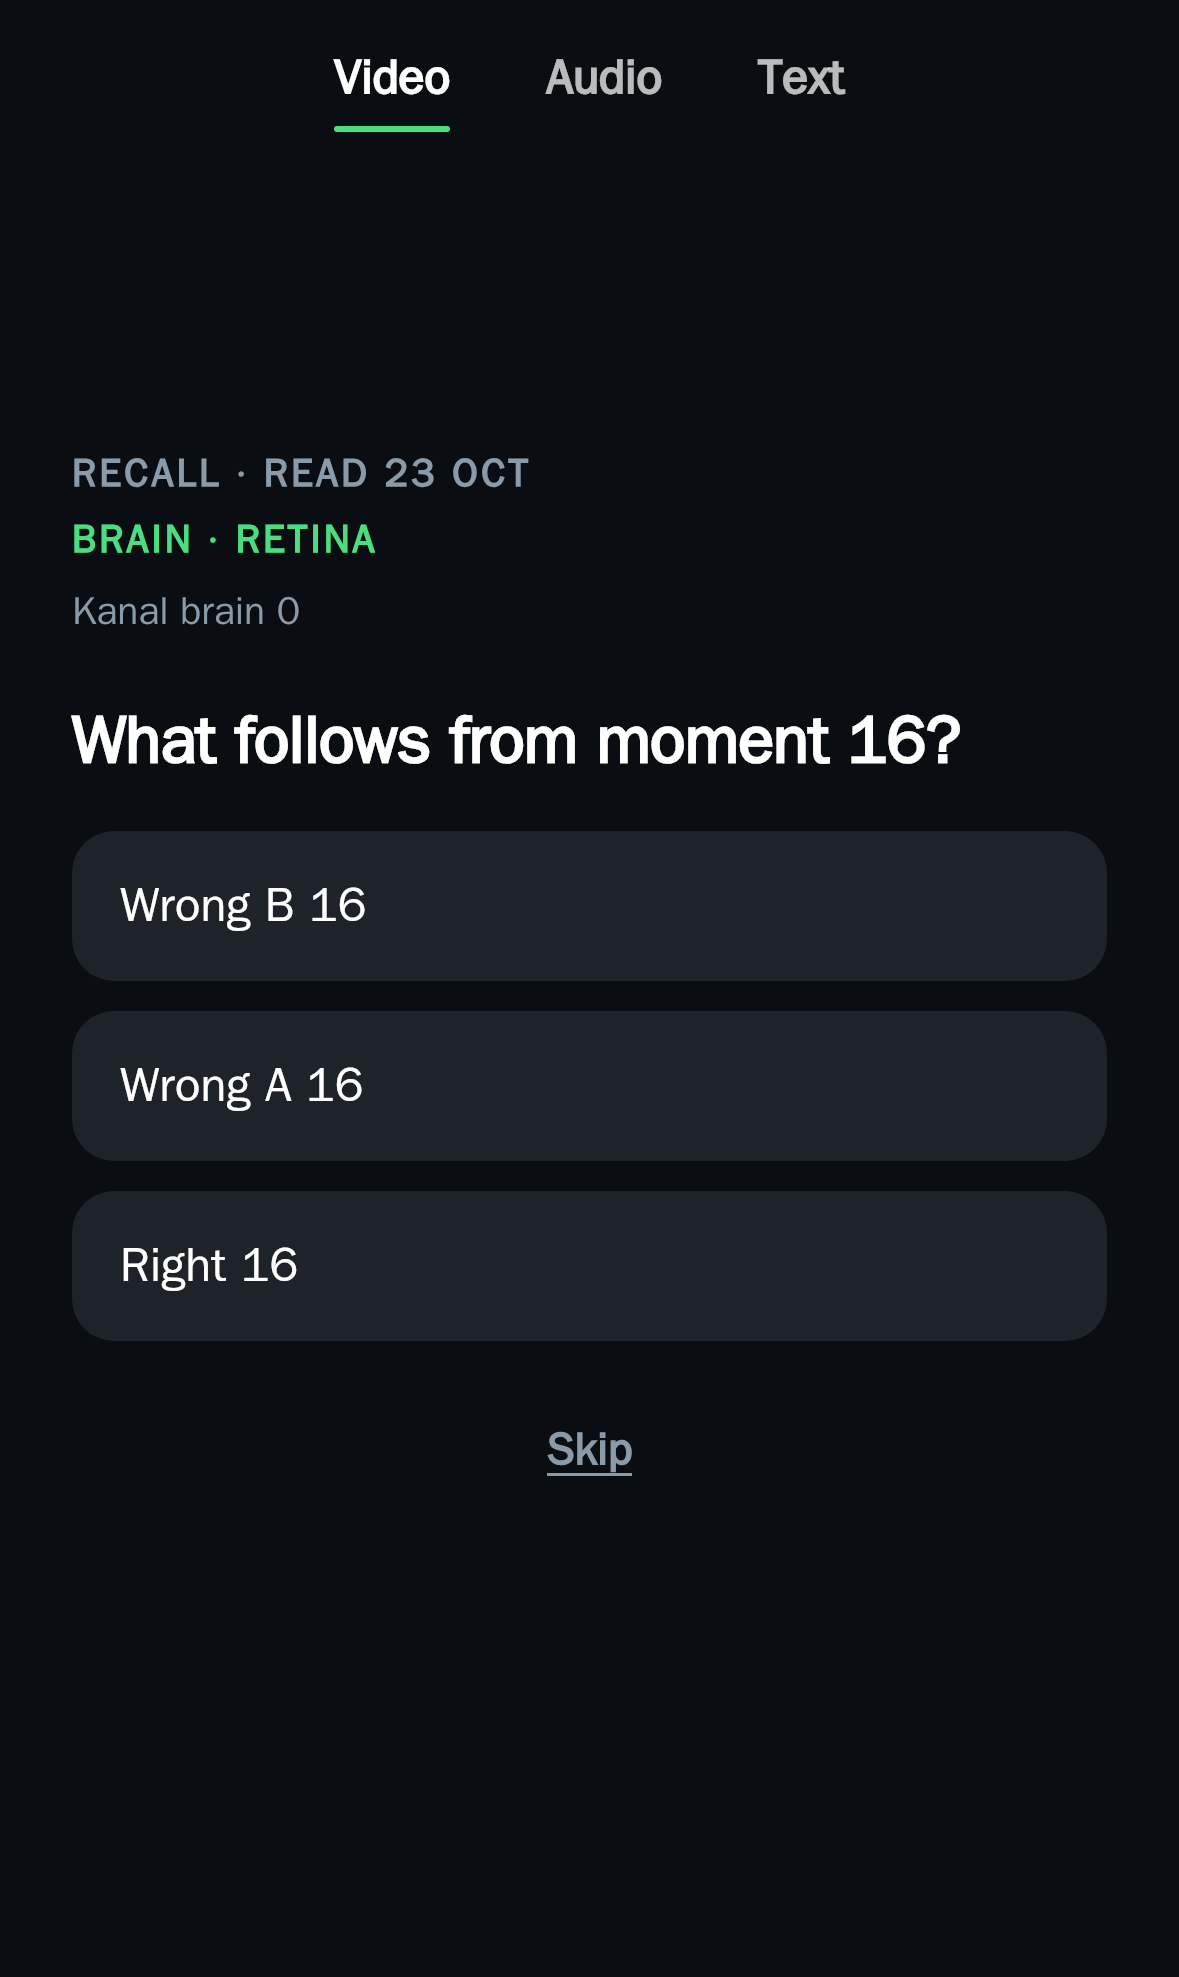 Video Audio Text
RECALL · READ 23 OCT
BRAIN · RETINA
Kanal brain 0
What follows from moment 16?
Wrong B 16
Wrong A 16
Right 16
Skip